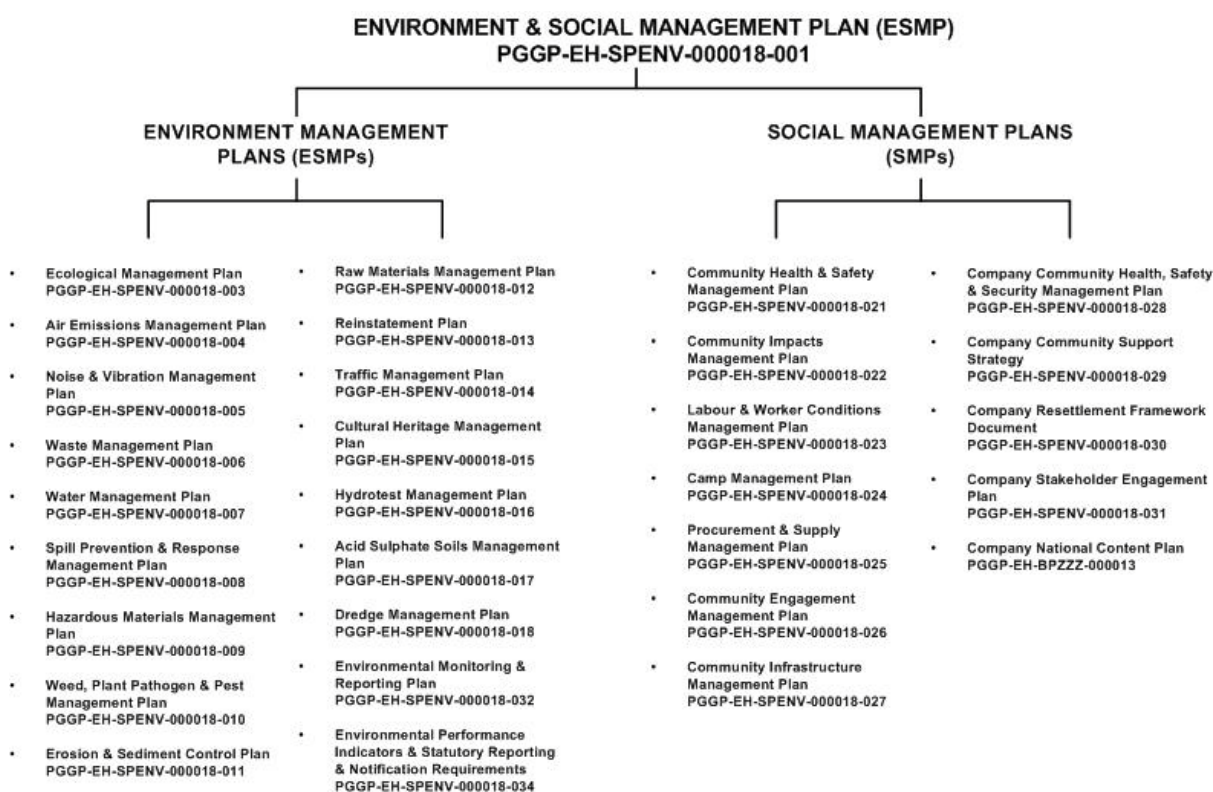 ENVIRONMENT & SOCIAL MANAGEMENT PLAN (ESMP)
PGGP-EH-SPENV-000018-001
ENVIRONMENT MANAGEMENT
PLANS (ESMPs)
• Ecological Management Plan
PGGP-EH-SPENV-000018-003
• Air Emissions Management Plan
PGGP-EH-SPENV-000018-004
• Noise & Vibration Management
Plan
PGGP-EH-SPENV-000018-005
• Waste Management Plan
PGGP-EH-SPENV-000018-006
• Water Management Plan
PGGP-EH-SPENV-000018-007
• Spill Prevention & Response
Management Plan
PGGP-EH-SPENV-000018-008
• Hazardous Materials Management
Plan
PGGP-EH-SPENV-000018-009
• Weed, Plant Pathogen & Pest
Management Plan
PGGP-EH-SPENV-000018-010
• Erosion & Sediment Control Plan
PGGP-EH-SPENV-000018-011
• Raw Materials Management Plan
PGGP-EH-SPENV-000018-012
• Reinstatement Plan
PGGP-EH-SPENV-000018-013
• Traffic Management Plan
PGGP-EH-SPENV-000018-014
• Cultural Heritage Management
Plan
PGGP-EH-SPENV-000018-015
• Hydrotest Management Plan
PGGP-EH-SPENV-000018-016
• Acid Sulphate Soils Management
Plan
PGGP-EH-SPENV-000018-017
• Dredge Management Plan
PGGP-EH-SPENV-000018-018
• Environmental Monitoring &
Reporting Plan
PGGP-EH-SPENV-000018-032
• Environmental Performance
Indicators & Statutory Reporting
& Notification Requirements
PGGP-EH-SPENV-000018-034
SOCIAL MANAGEMENT PLANS
(SMPs)
• Community Health & Safety
Management Plan
PGGP-EH-SPENV-000018-021
• Community Impacts
Management Plan
PGGP-EH-SPENV-000018-022
• Labour & Worker Conditions
Management Plan
PGGP-EH-SPENV-000018-023
• Camp Management Plan
PGGP-EH-SPENV-000018-024
• Procurement & Supply
Management Plan
PGGP-EH-SPENV-000018-025
• Community Engagement
Management Plan
PGGP-EH-SPENV-000018-026
• Community Infrastructure
Management Plan
PGGP-EH-SPENV-000018-027
• Company Community Health, Safety
& Security Management Plan
PGGP-EH-SPENV-000018-028
• Company Community Support
Strategy
PGGP-EH-SPENV-000018-029
• Company Resettlement Framework
Document
PGGP-EH-SPENV-000018-030
• Company Stakeholder Engagement
Plan
PGGP-EH-SPENV-000018-031
• Company National Content Plan
PGGP-EH-BPZZZ-000013